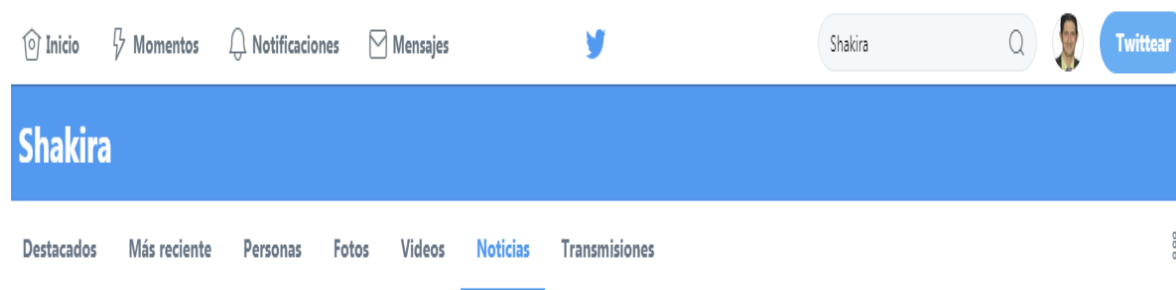 Inicio Momentos Notificaciones Mensajes Shakira Twittear
Shakira
Destacados Más reciente Personas Fotos Videos Noticias Transmisiones